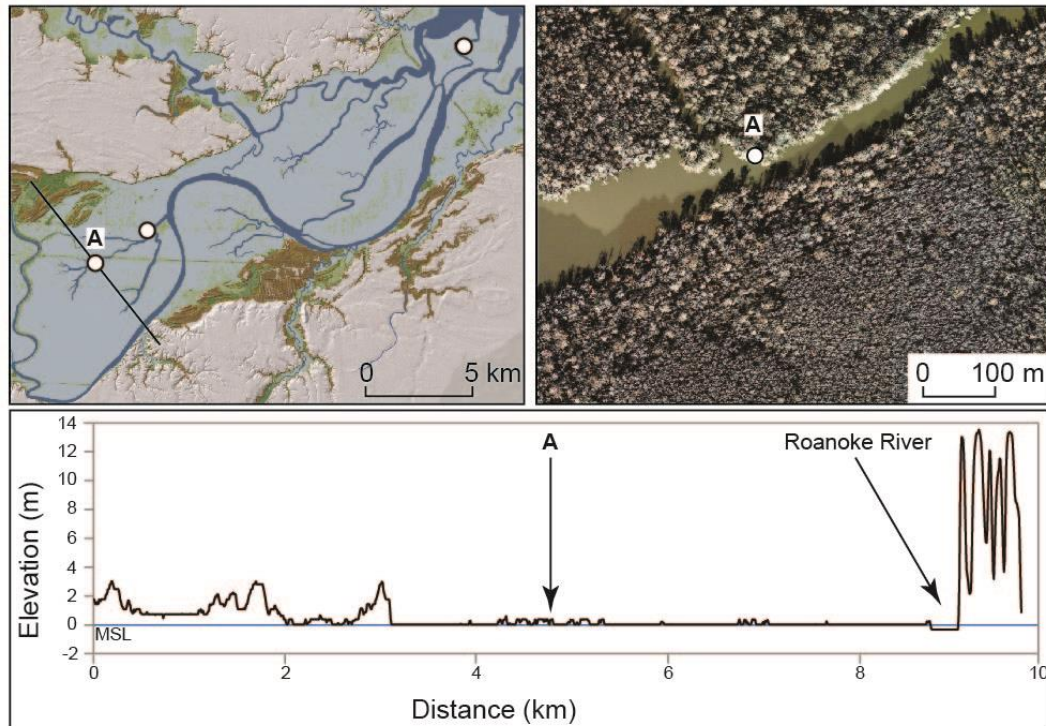 A
0 5 km
A
0 100 m
14
12
10
8
6
4
2
0
-2
Elevation (m)
MSL
A
Roanoke River
0 2 4 6 8 10
Distance (km)